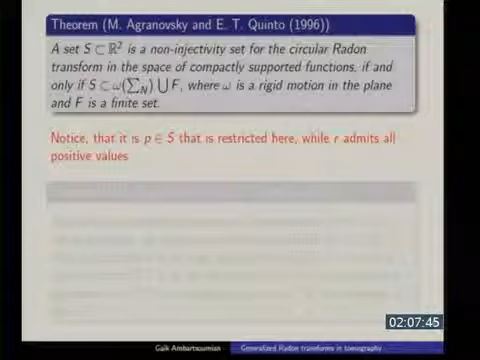 Theorem (M. Agranovsky and E. T. Quinto (1996))
A set S ⊂ ℝ² is a non-injectivity set for the circular Radon
transform in the space of compactly supported functions, if and
only if S ⊂ ω(∑_N) ⋃ F, where ω is a rigid motion in the plane
and F is a finite set.
Notice, that it is p ∈ S that is restricted here, while r admits all
positive values
02:07:45
Gaik Ambartsoumian Generalized Radon transforms in tomography